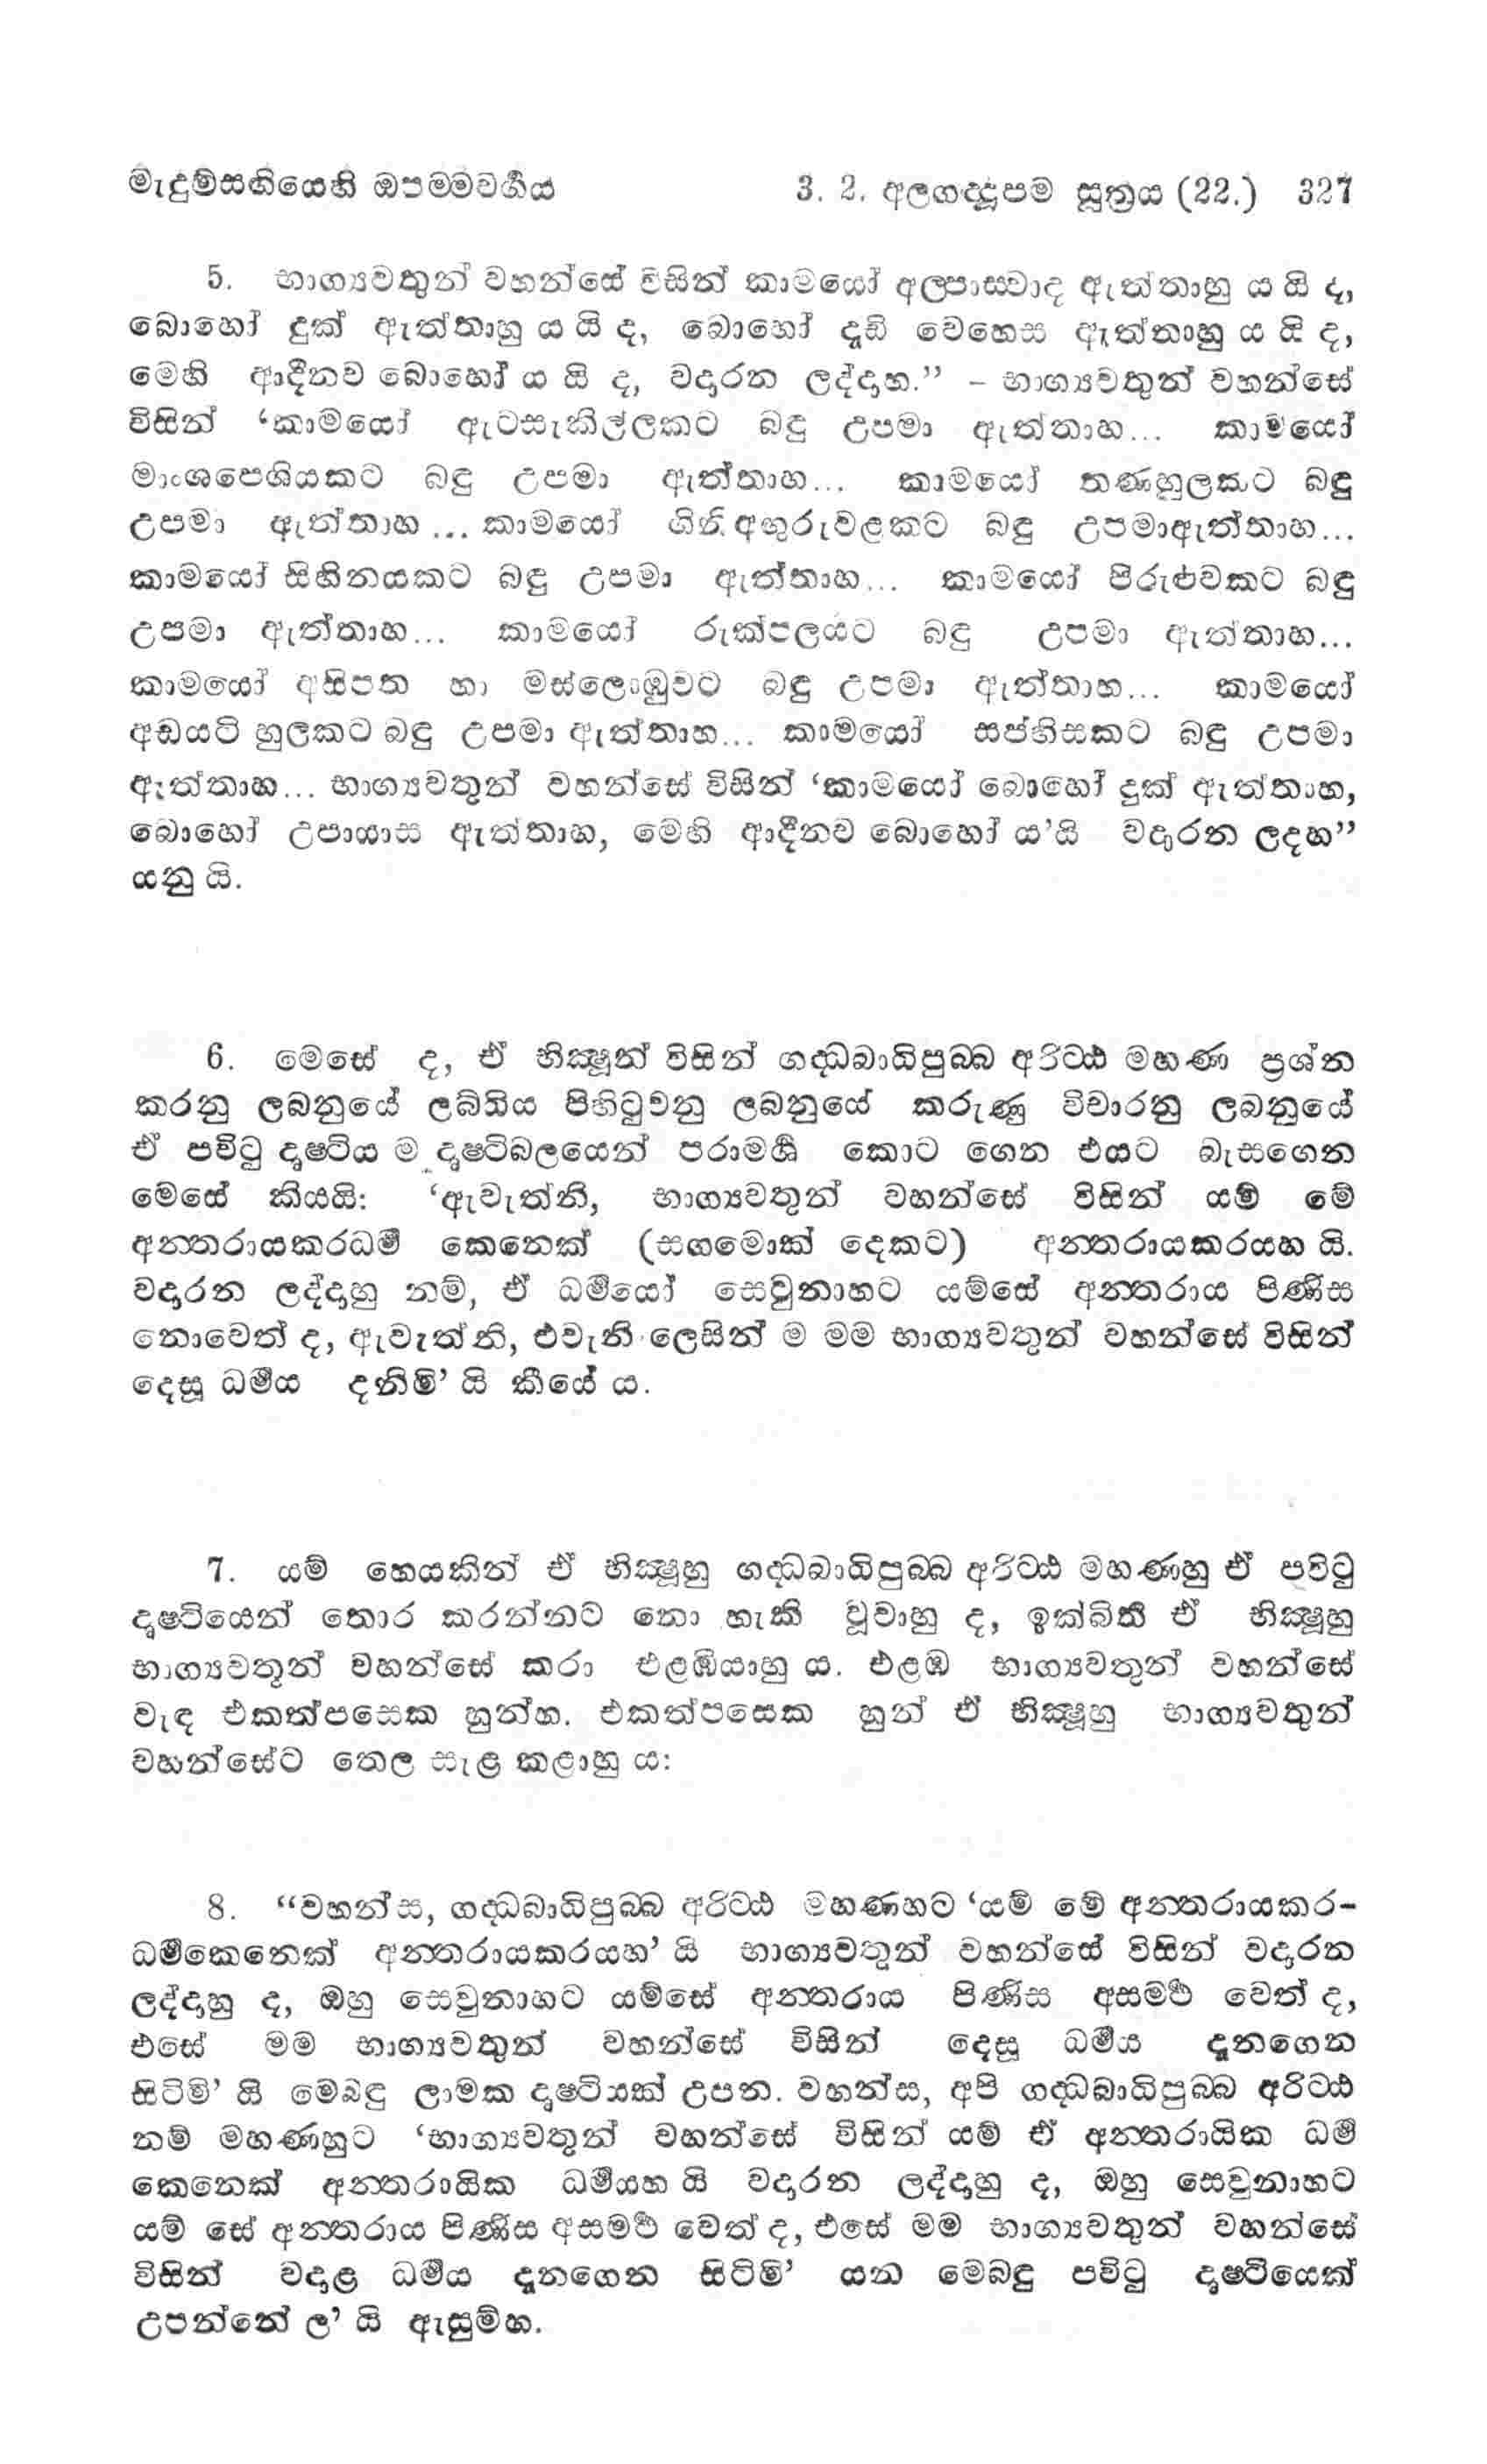 මැදුම්සඟියෙහි ඔපම්මවර්ගය 3. 2. අලගද්දූපම සූත්‍රය (22.) 327
5. භාග්‍යවතුන් වහන්සේ විසින් කාමයෝ අල්පාස්වාද ඇත්තාහු ය යි ද,
බොහෝ දුක් ඇත්තාහු ය යි ද, බොහෝ දැඩි වෙහෙස ඇත්තාහු ය යි ද,
මෙහි ආදීනව බොහෝ ය යි ද, වදාරන ලද්දාහ.” – භාග්‍යවතුන් වහන්සේ
විසින් ‘කාමයෝ ඇටසැකිල්ලකට බඳු උපමා ඇත්තාහ... කාමයෝ
මාංශපෙශියකට බඳු උපමා ඇත්තාහ... කාමයෝ තණහුලකට බඳු
උපමා ඇත්තාහ ... කාමයෝ ගිනිඅඟුරුවළකට බඳු උපමාඇත්තාහ...
කාමයෝ සිහිනයකට බඳු උපමා ඇත්තාහ... කාමයෝ පිරුළුවකට බඳු
උපමා ඇත්තාහ... කාමයෝ රුක්පලයට බඳු උපමා ඇත්තාහ...
කාමයෝ අසිපත හා මස්ලොඹුවට බඳු උපමා ඇත්තාහ... කාමයෝ
අඩයටි හුලකට බඳු උපමා ඇත්තාහ... කාමයෝ සප්හිසකට බඳු උපමා
ඇත්තාහ... භාග්‍යවතුන් වහන්සේ විසින් ‘කාමයෝ බොහෝ දුක් ඇත්තාහ,
බොහෝ උපායාස ඇත්තාහ, මෙහි ආදීනව බොහෝ ය’යි වදාරන ලදහ”
යනු යි.
6. මෙසේ ද, ඒ භික්‍ෂූන් විසින් ගද්ධබාධිපුබ්බ අරිට්ඨ මහණ ප්‍රශ්න
කරනු ලබනුයේ ලබ්ධිය පිහිටුවනු ලබනුයේ කරුණු විචාරනු ලබනුයේ
ඒ පවිටු දෘෂ්ටිය ම දෘෂ්ටිබලයෙන් පරාමර්ශ කොට ගෙන එයට බැසගෙන
මෙසේ කියයි: ‘ඇවැත්නි, භාග්‍යවතුන් වහන්සේ විසින් යම් මේ
අන්තරායකරධර්ම කෙනෙක් (සගමොක් දෙකට) අන්තරායකරයහ යි.
වදාරන ලද්දාහු නම්, ඒ ධර්මයෝ සෙවුනාහට යම්සේ අන්තරාය පිණිස
නොවෙත් ද, ඇවැත්නි, එවැනි ලෙසින් ම මම භාග්‍යවතුන් වහන්සේ විසින්
දෙසූ ධර්මය දනිමි’ යි කීයේ ය.
7. යම් හෙයකින් ඒ භික්‍ෂූහු ගද්ධබාධිපුබ්බ අරිට්ඨ මහණහු ඒ පවිටු
දෘෂ්ටියෙන් තොර කරන්නට නො හැකි වූවාහු ද, ඉක්බිති ඒ භික්‍ෂූහු
භාග්‍යවතූන් වහන්සේ කරා එළඹියාහු ය. එළඹ භාග්‍යවතුන් වහන්සේ
වැඳ එකත්පසෙක හුන්හ. එකත්පසෙක හුන් ඒ භික්‍ෂූහු භාග්‍යවතුන්
වහන්සේට තෙල සැළ කළාහු ය:
8. “වහන්ස, ගද්ධබාධිපුබ්බ අරිට්ඨ මහණහට ‘යම් මේ අන්තරායකර-
ධර්මකෙනෙක් අන්තරායකරයහ’ යි භාග්‍යවතූන් වහන්සේ විසින් වදාරන
ලද්දාහු ද, ඔහු සෙවුනාහට යම්සේ අන්තරාය පිණිස අසමර්ථ වෙත් ද,
එසේ මම භාග්‍යවතුන් වහන්සේ විසින් දෙසූ ධර්මය දැනගෙන
සිටිමි’ යි මෙබඳු ලාමක දෘෂ්ටියක් උපන. වහන්ස, අපි ගද්ධබාධිපුබ්බ අරිට්ඨ
නම් මහණහුට ‘භාග්‍යවතුන් වහන්සේ විසින් යම් ඒ අන්තරායික ධර්ම
කෙනෙක් අන්තරායික ධර්මයහ යි වදාරන ලද්දාහු ද, ඔහු සෙවුනාහට
යම් සේ අන්තරාය පිණිස අසමර්ථ වෙත් ද, එසේ මම භාග්‍යවතුන් වහන්සේ
විසින් වදාළ ධර්මය දැනගෙන සිටිමි’ යන මෙබඳු පවිටු දෘෂ්ටියෙක්
උපන්නේ ල’ යි ඇසුම්හ.